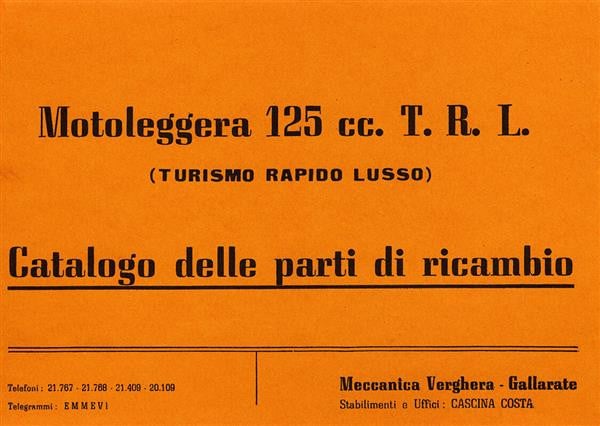 Motoleggera 125 cc. T. R. L.
(TURISMO RAPIDO LUSSO)
Catalogo delle parti di ricambio
Telefoni: 21.767 - 21.768 - 21.409 - 20.109
Telegrammi: EMMEVI
Meccanica Verghera - Gallarate
Stabilimenti e Uffici: CASCINA COSTA